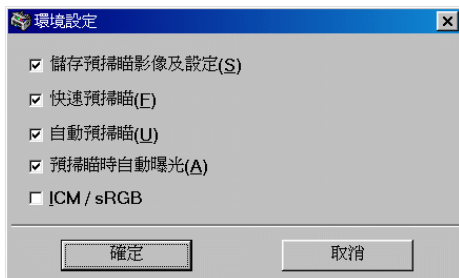 環境設定
儲存預掃瞄影像及設定(S)
快速預掃瞄(F)
自動預掃瞄(U)
預掃瞄時自動曝光(A)
ICM / sRGB
確定 取消